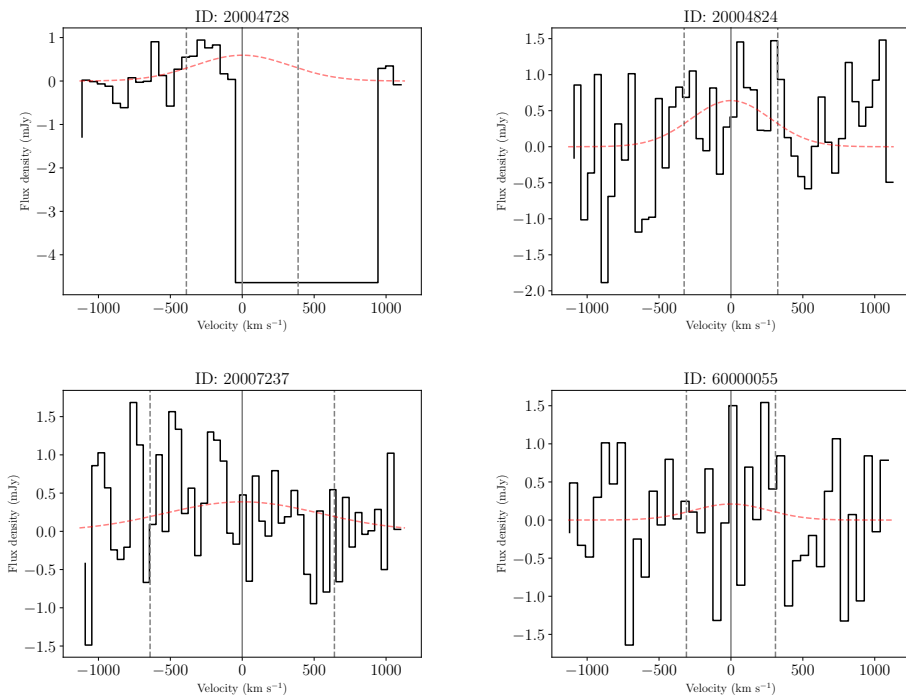 ID: 20004728
1
0
−1
−2
−3
−4
Flux density (mJy)
−1000 −500 0 500 1000
Velocity (km s⁻¹)
ID: 20004824
1.5
1.0
0.5
0.0
−0.5
−1.0
−1.5
−2.0
Flux density (mJy)
−1000 −500 0 500 1000
Velocity (km s⁻¹)
ID: 20007237
1.5
1.0
0.5
0.0
−0.5
−1.0
−1.5
Flux density (mJy)
−1000 −500 0 500 1000
Velocity (km s⁻¹)
ID: 60000055
1.5
1.0
0.5
0.0
−0.5
−1.0
−1.5
Flux density (mJy)
−1000 −500 0 500 1000
Velocity (km s⁻¹)